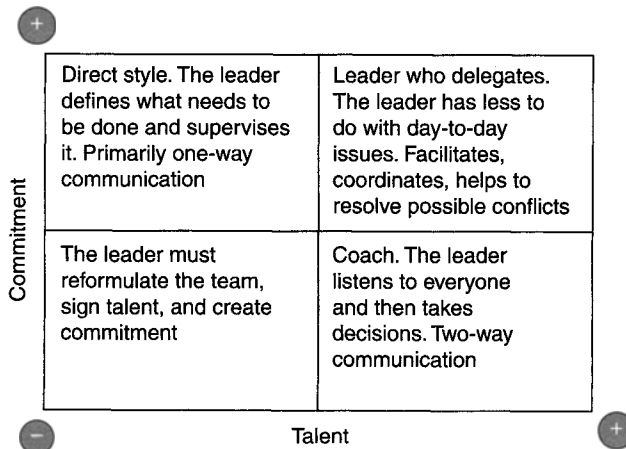 +
Direct style. The leader
defines what needs to
be done and supervises
it. Primarily one-way
communication
Leader who delegates.
The leader has less to
do with day-to-day
issues. Facilitates,
coordinates, helps to
resolve possible conflicts
Commitment
The leader must
reformulate the team,
sign talent, and create
commitment
Coach. The leader
listens to everyone
and then takes
decisions. Two-way
communication
−
Talent
+